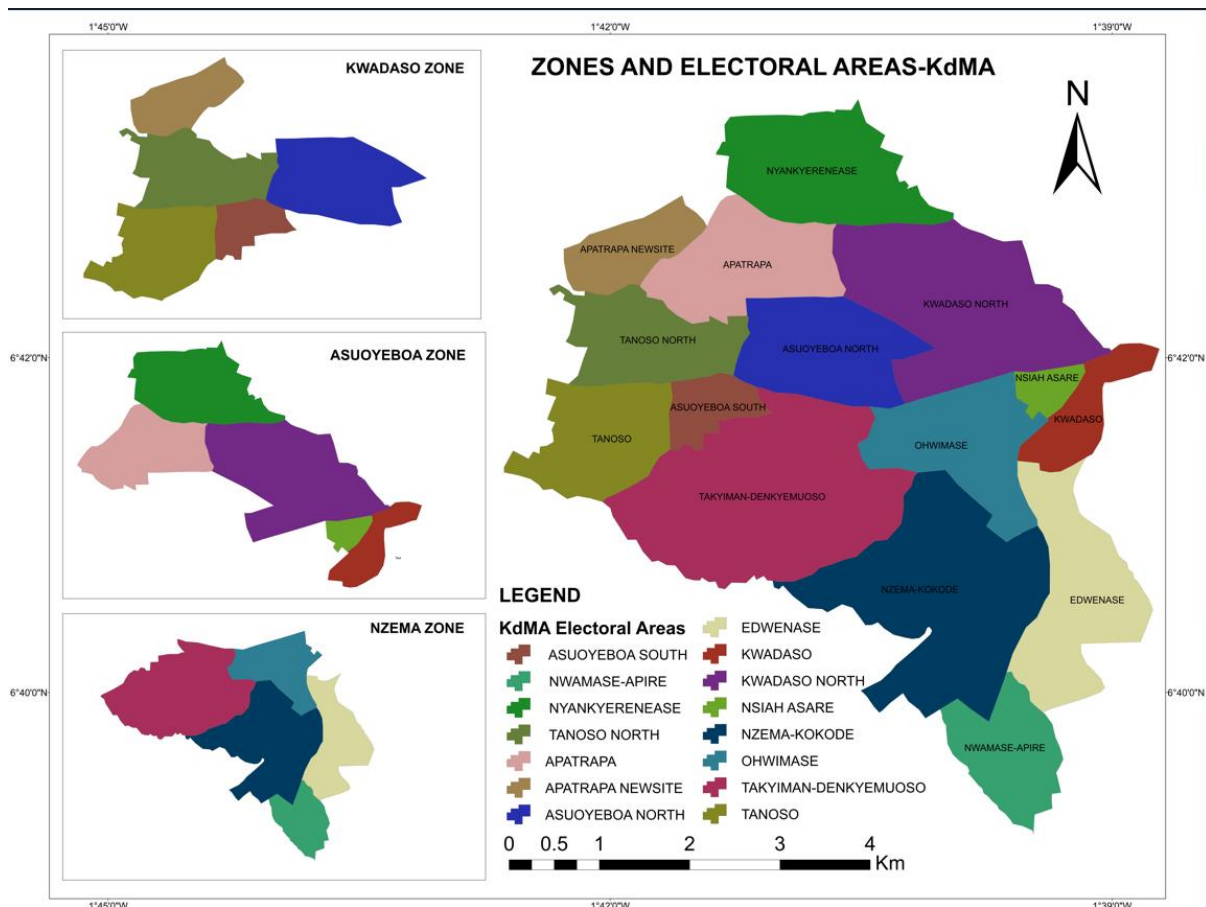 1°45'0"W
1°42'0"W
1°39'0"W
KWADASO ZONE
ASUOYEBOA ZONE
NZEMA ZONE
ZONES AND ELECTORAL AREAS-KdMA
N
NYANKYERENEASE
APATRAPA NEWSITE
APATRAPA
KWADASO NORTH
TANOSO NORTH
ASUOYEBOA NORTH
6°42'0"N
6°42'0"N
NSIAH ASARE
ASUOYEBOA SOUTH
KWADASO
TANOSO
OHWIMASE
TAKYIMAN-DENKYEMUOSO
NZEMA-KOKODE
EDWENASE
6°40'0"N
6°40'0"N
NWAMASE-APIRE
LEGEND
KdMA Electoral Areas
ASUOYEBOA SOUTH
NWAMASE-APIRE
NYANKYERENEASE
TANOSO NORTH
APATRAPA
APATRAPA NEWSITE
ASUOYEBOA NORTH
EDWENASE
KWADASO
KWADASO NORTH
NSIAH ASARE
NZEMA-KOKODE
OHWIMASE
TAKYIMAN-DENKYEMUOSO
TANOSO
0 0.5 1 2 3 4
Km
1°45'0"W
1°42'0"W
1°39'0"W